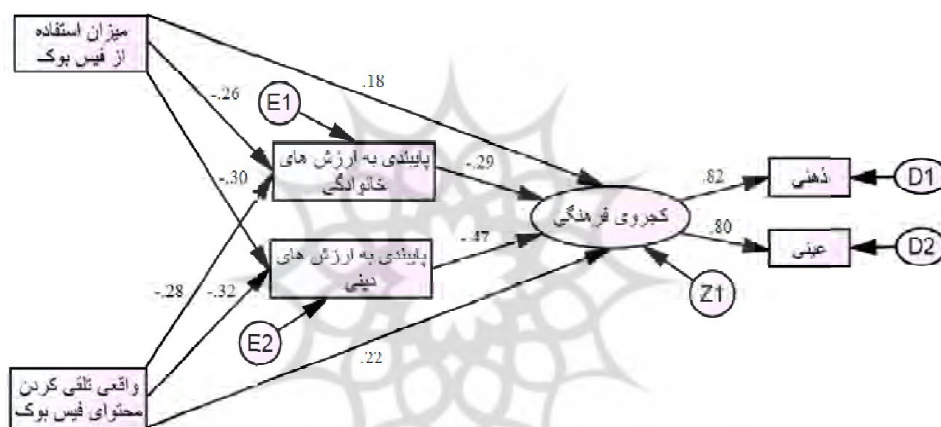 میزان استفاده
از فیس بوک
.18
-.26
E1
پایبندی به ارزش های
خانوادگی
-.29
-.30
کجروی فرهنگی
.82
ذهنی
D1
.80
عینی
D2
پایبندی به ارزش های
دینی
-.47
-.28
-.32
E2
Z1
.22
واقعی تلقی کردن
محتوای فیس بوک